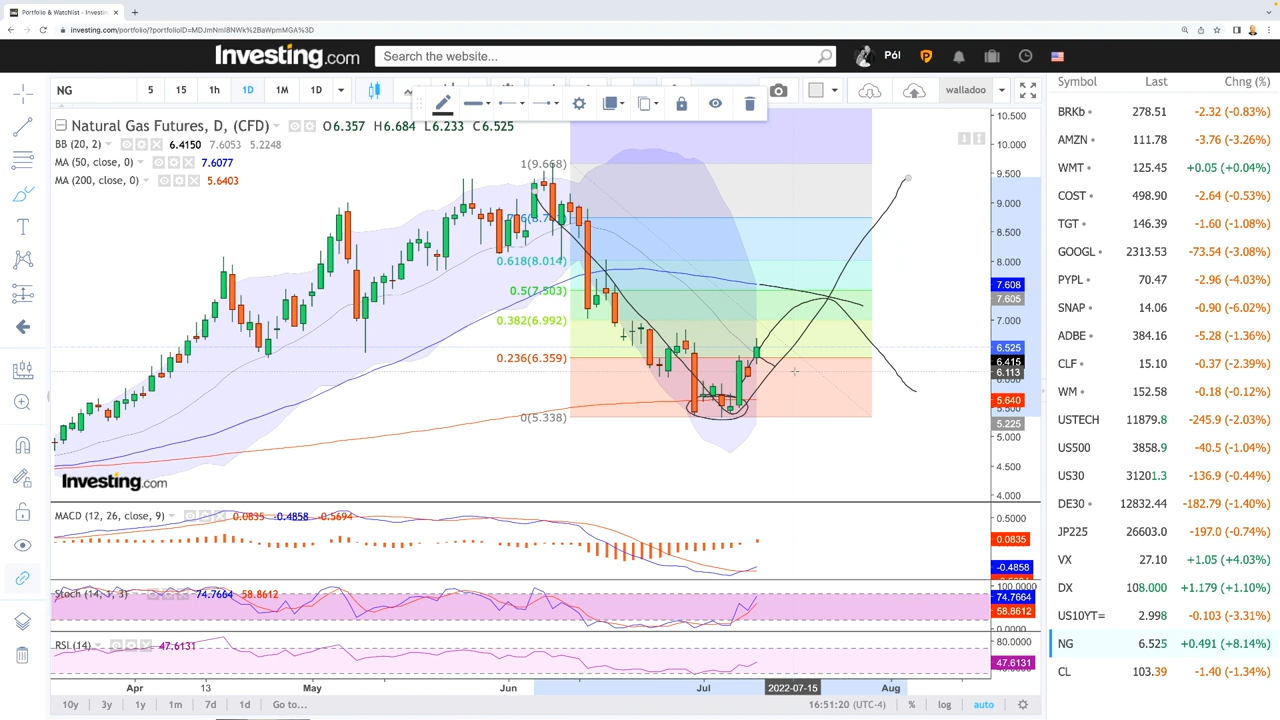 Portfolio & Watchlist - Investin
investing.com/portfolio/?portfolioID=MDJmNmI8NWk%2BaWpmMGA%3D
Investing.com Search the website... Pól
NG 5 15 1h 1D 1M 1D walladoo
Natural Gas Futures, D, (CFD) O6.357 H6.684 L6.233 C6.525
BB (20, 2) 6.4150 7.6053 5.2248
MA (50, close, 0) 7.6077
MA (200, close, 0) 5.6403
1(9.668)
0.618(8.014)
0.5(7.503)
0.382(6.992)
0.236(6.359)
0(5.338)
10.500
10.000
9.500
9.000
8.500
8.000
7.608
7.605
7.000
6.525
6.415
6.113
5.640
5.225
5.000
4.500
4.000
Investing.com
MACD (12, 26, close, 9) 0.0835 -0.4858 -0.5694
0.5000
0.0835
-0.4858
Stoch (14, 1, 3) 74.7664 58.8612
100.0000
74.7664
58.8612
0.0000
RSI (14) 47.6131
80.0000
47.6131
Apr 13 May Jun Jul 2022-07-15 Aug
10y 3y 1y 1m 7d 1d Go to... 16:51:20 (UTC-4) % log auto
Symbol Last Chng (%)
BRKb 278.51 -2.32 (-0.83%)
AMZN 111.78 -3.76 (-3.26%)
WMT 125.45 +0.05 (+0.04%)
COST 498.90 -2.64 (-0.53%)
TGT 146.39 -1.60 (-1.08%)
GOOGL 2313.53 -73.54 (-3.08%)
PYPL 70.47 -2.96 (-4.03%)
SNAP 14.06 -0.90 (-6.02%)
ADBE 384.16 -5.28 (-1.36%)
CLF 15.10 -0.37 (-2.39%)
WM 152.58 -0.18 (-0.12%)
USTECH 11879.8 -245.9 (-2.03%)
US500 3858.9 -40.5 (-1.04%)
US30 31201.3 -136.9 (-0.44%)
DE30 12832.44 -182.79 (-1.40%)
JP225 26603.0 -197.0 (-0.74%)
VX 27.10 +1.05 (+4.03%)
DX 108.000 +1.179 (+1.10%)
US10YT= 2.998 -0.103 (-3.31%)
NG 6.525 +0.491 (+8.14%)
CL 103.39 -1.40 (-1.34%)